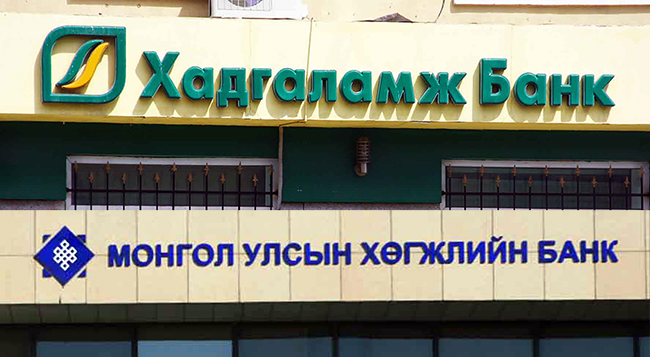 Хадгаламж Банк
МОНГОЛ УЛСЫН ХӨГЖЛИЙН БАНК